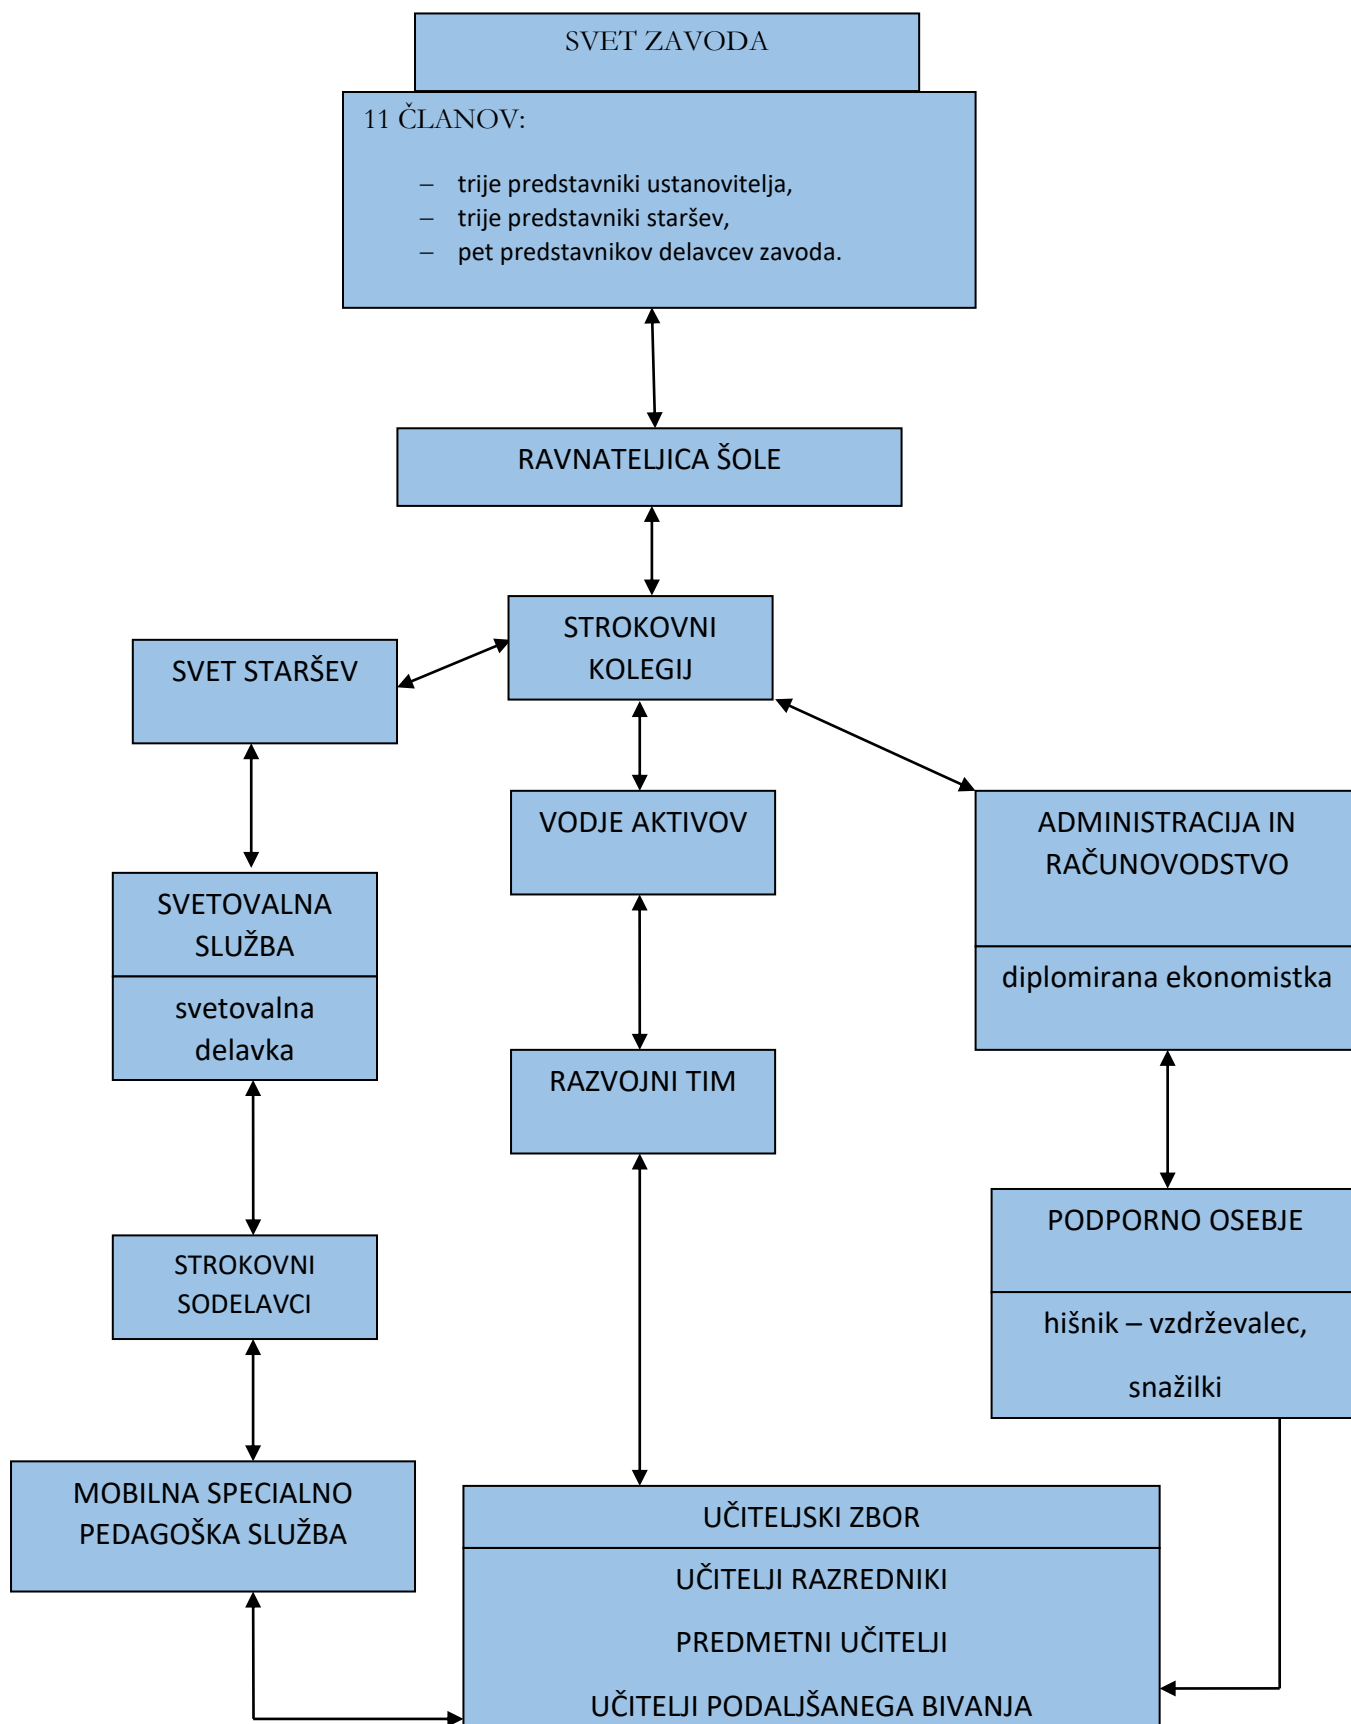 SVET ZAVODA
11 ČLANOV:
– trije predstavniki ustanovitelja,
– trije predstavniki staršev,
– pet predstavnikov delavcev zavoda.
RAVNATELJICA ŠOLE
STROKOVNI
KOLEGIJ
SVET STARŠEV
VODJE AKTIVOV
ADMINISTRACIJA IN
RAČUNOVODSTVO
diplomirana ekonomistka
SVETOVALNA
SLUŽBA
svetovalna
delavka
RAZVOJNI TIM
PODPORNO OSEBJE
hišnik – vzdrževalec,
snažilki
STROKOVNI
SODELAVCI
MOBILNA SPECIALNO
PEDAGOŠKA SLUŽBA
UČITELJSKI ZBOR
UČITELJI RAZREDNIKI
PREDMETNI UČITELJI
UČITELJI PODALJŠANEGA BIVANJA